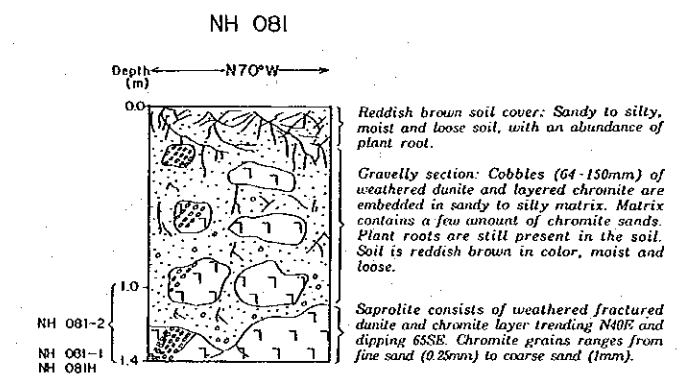 NH 081
Depth
(m)
N70°W
0.0
Reddish brown soil cover: Sandy to silty,
moist and loose soil, with an abundance of
plant root.
Gravelly section: Cobbles (64-150mm) of
weathered dunite and layered chromite are
embedded in sandy to silly matrix. Matrix
contains a few amount of chromite sands.
Plant roots are still present in the soil.
Soil is reddish brown in color, moist and
loose.
1.0
Saprolite consists of weathered fractured
dunite and chromite layer trending N40E and
dipping 65SE. Chromite grains ranges from
fine sand (0.25mm) to coarse sand (1mm).
NH 081-2
NH 081-1
1.4
NH 081H